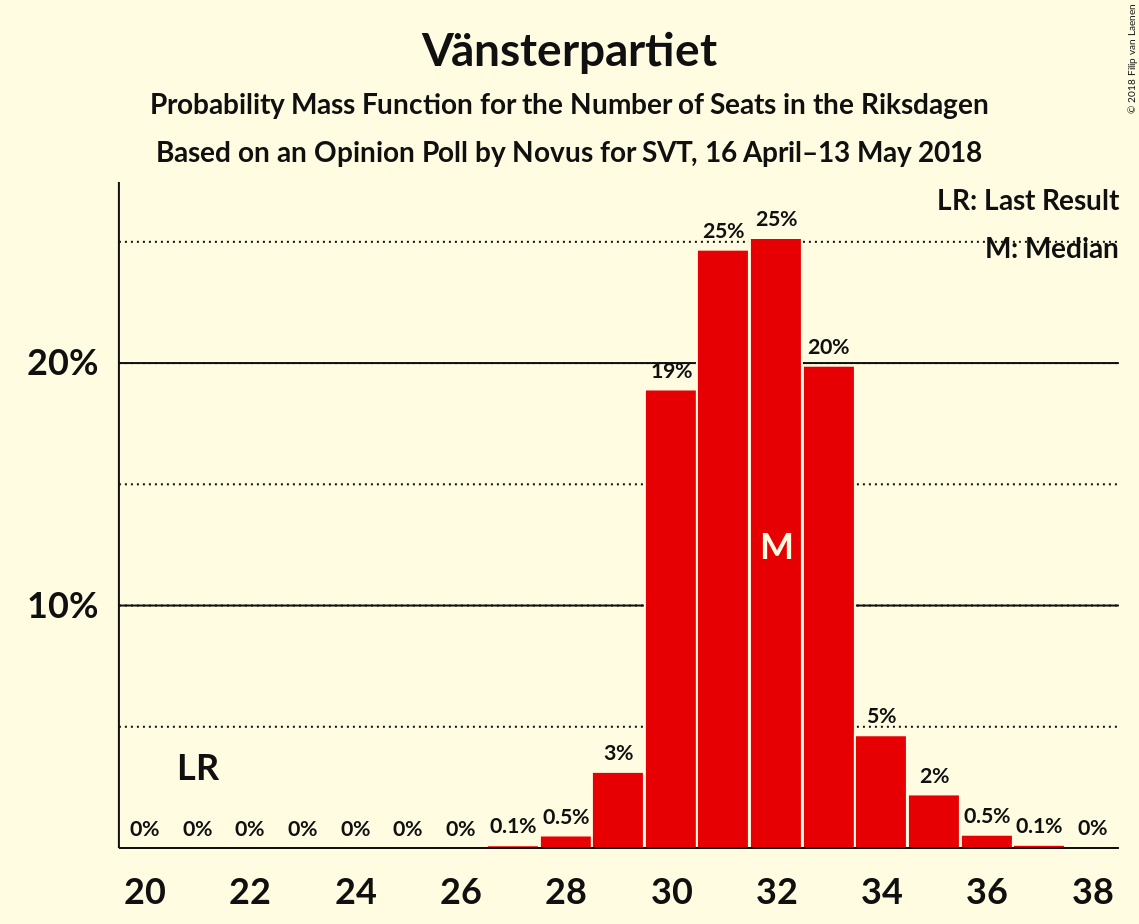 Vänsterpartiet
Probability Mass Function for the Number of Seats in the Riksdagen
Based on an Opinion Poll by Novus for SVT, 16 April–13 May 2018
© 2018 Filip van Laenen
LR: Last Result
M: Median
25%
25%
20%
19%
20%
M
10%
5%
3%
LR
2%
0% 0% 0% 0% 0% 0% 0% 0.1% 0.5% 0.5% 0.1% 0%
20 22 24 26 28 30 32 34 36 38